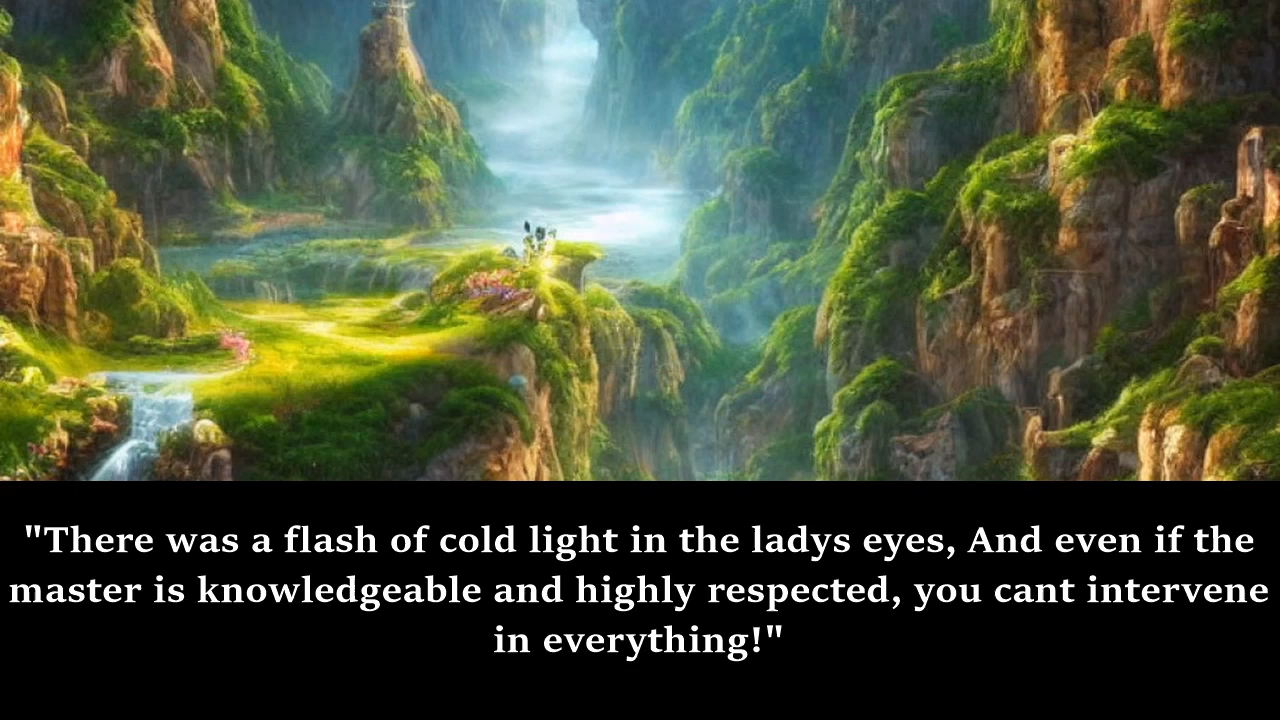 "There was a flash of cold light in the ladys eyes, And even if the
master is knowledgeable and highly respected, you cant intervene
in everything!"